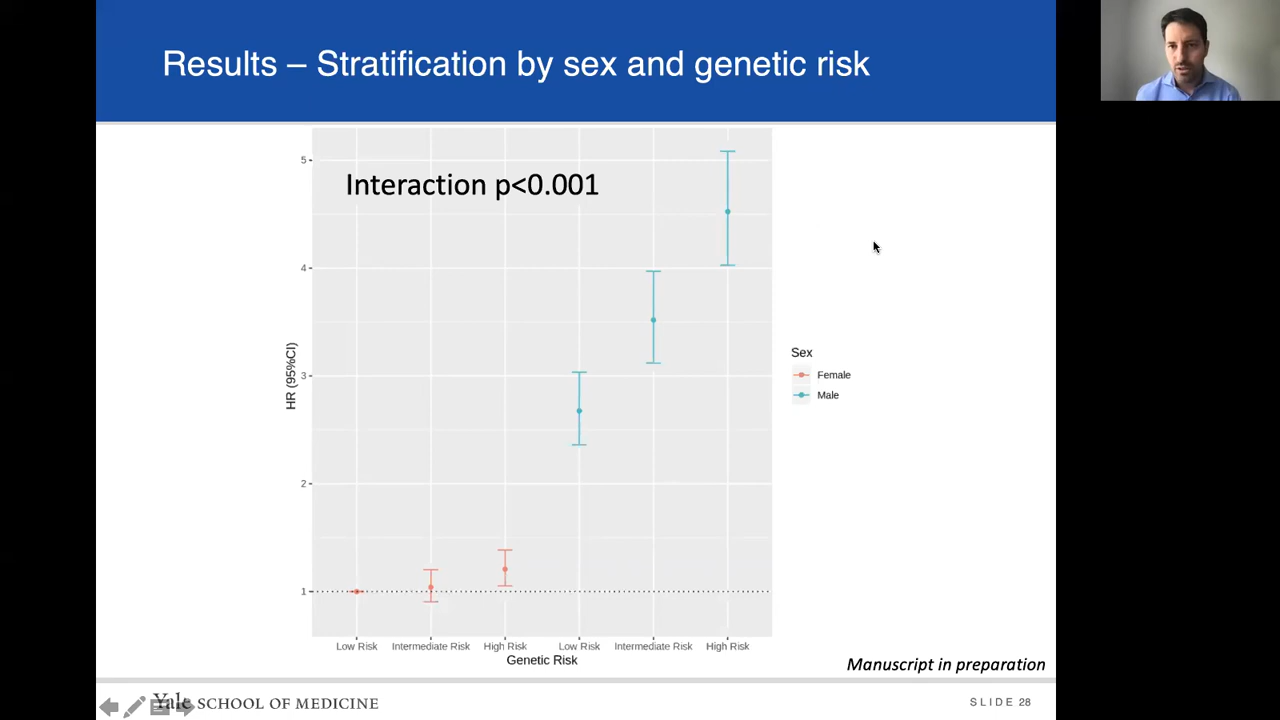 Results – Stratification by sex and genetic risk
Interaction p<0.001
5
4
3
2
1
HR (95%CI)
Low Risk
Intermediate Risk
High Risk
Low Risk
Intermediate Risk
High Risk
Genetic Risk
Sex
Female
Male
Manuscript in preparation
Yale SCHOOL OF MEDICINE
SLIDE 28